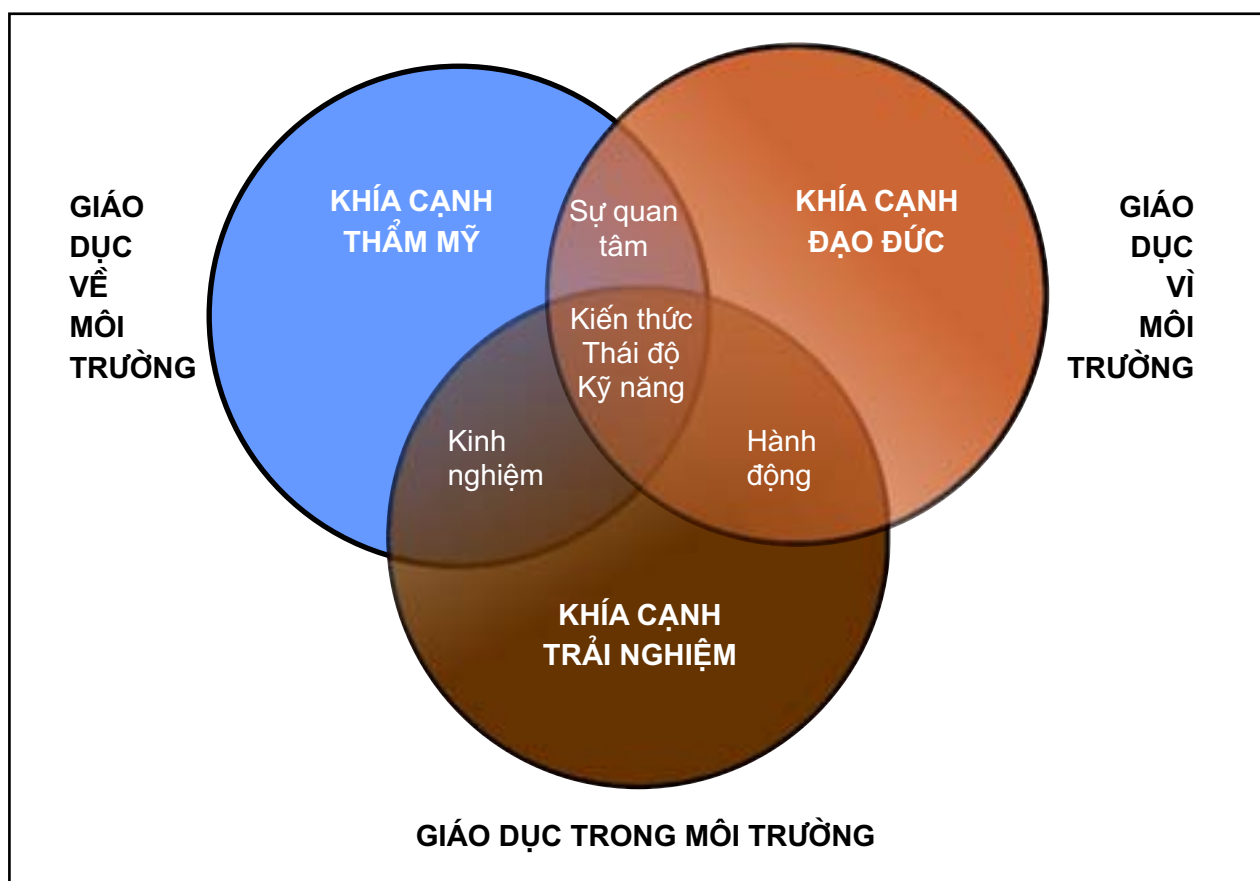 GIÁO
DỤC
VỀ
MÔI
TRƯỜNG
KHÍA CẠNH
THẨM MỸ
Sự quan
tâm
KHÍA CẠNH
ĐẠO ĐỨC
GIÁO
DỤC
VÌ
MÔI
TRƯỜNG
Kiến thức
Thái độ
Kỹ năng
Kinh
nghiệm
Hành
động
KHÍA CẠNH
TRẢI NGHIỆM
GIÁO DỤC TRONG MÔI TRƯỜNG